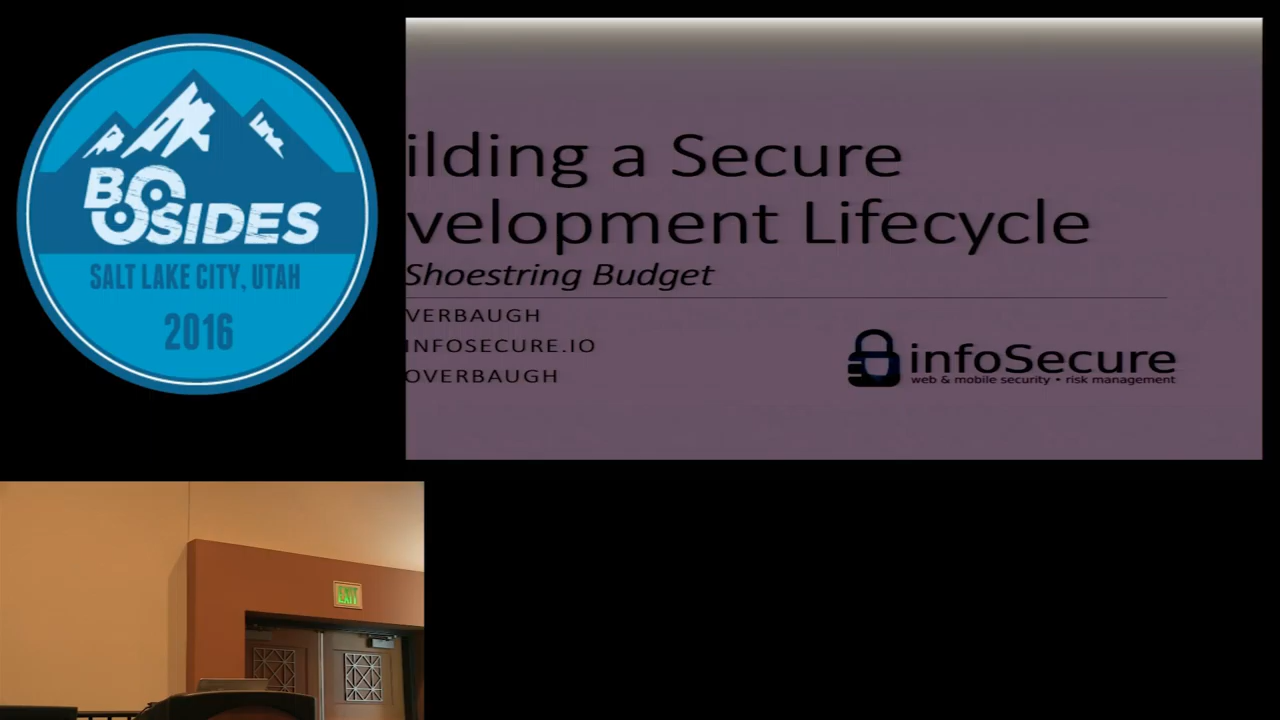 BSIDES
SALT LAKE CITY, UTAH
2016
ilding a Secure
velopment Lifecycle
Shoestring Budget
VERBAUGH
INFOSECURE.IO
OVERBAUGH
infoSecure
web & mobile security • risk management
EXIT